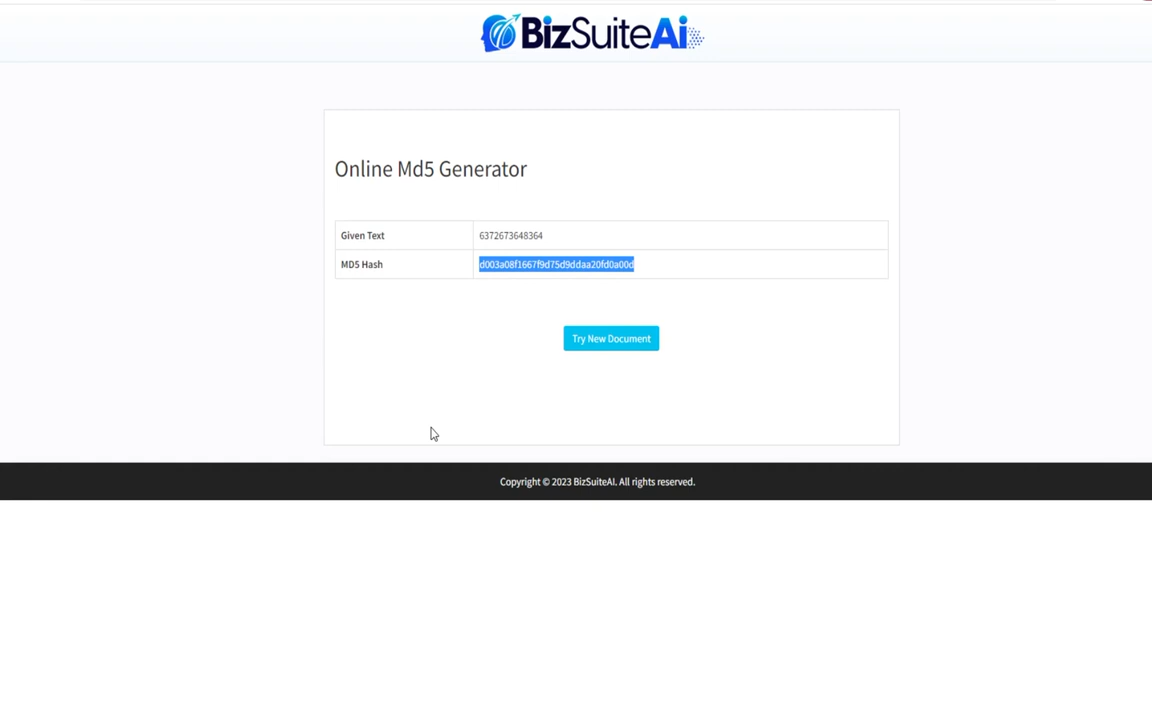 BizSuiteAi
Online Md5 Generator
Given Text 6372673648364
MD5 Hash d003a08f1667f9d75d9ddaa20fd0a00d
Try New Document
Copyright © 2023 BizSuiteAI. All rights reserved.